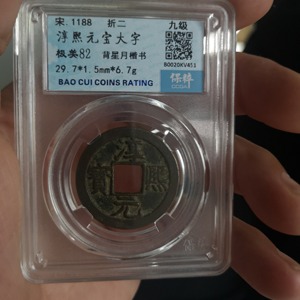 宋.1188 折二 九级
淳熙元宝大字
极美82 背星月楷书
29.7*1.5mm*6.7g
BAO CUI COINS RATING
保粹
淳熙元寶